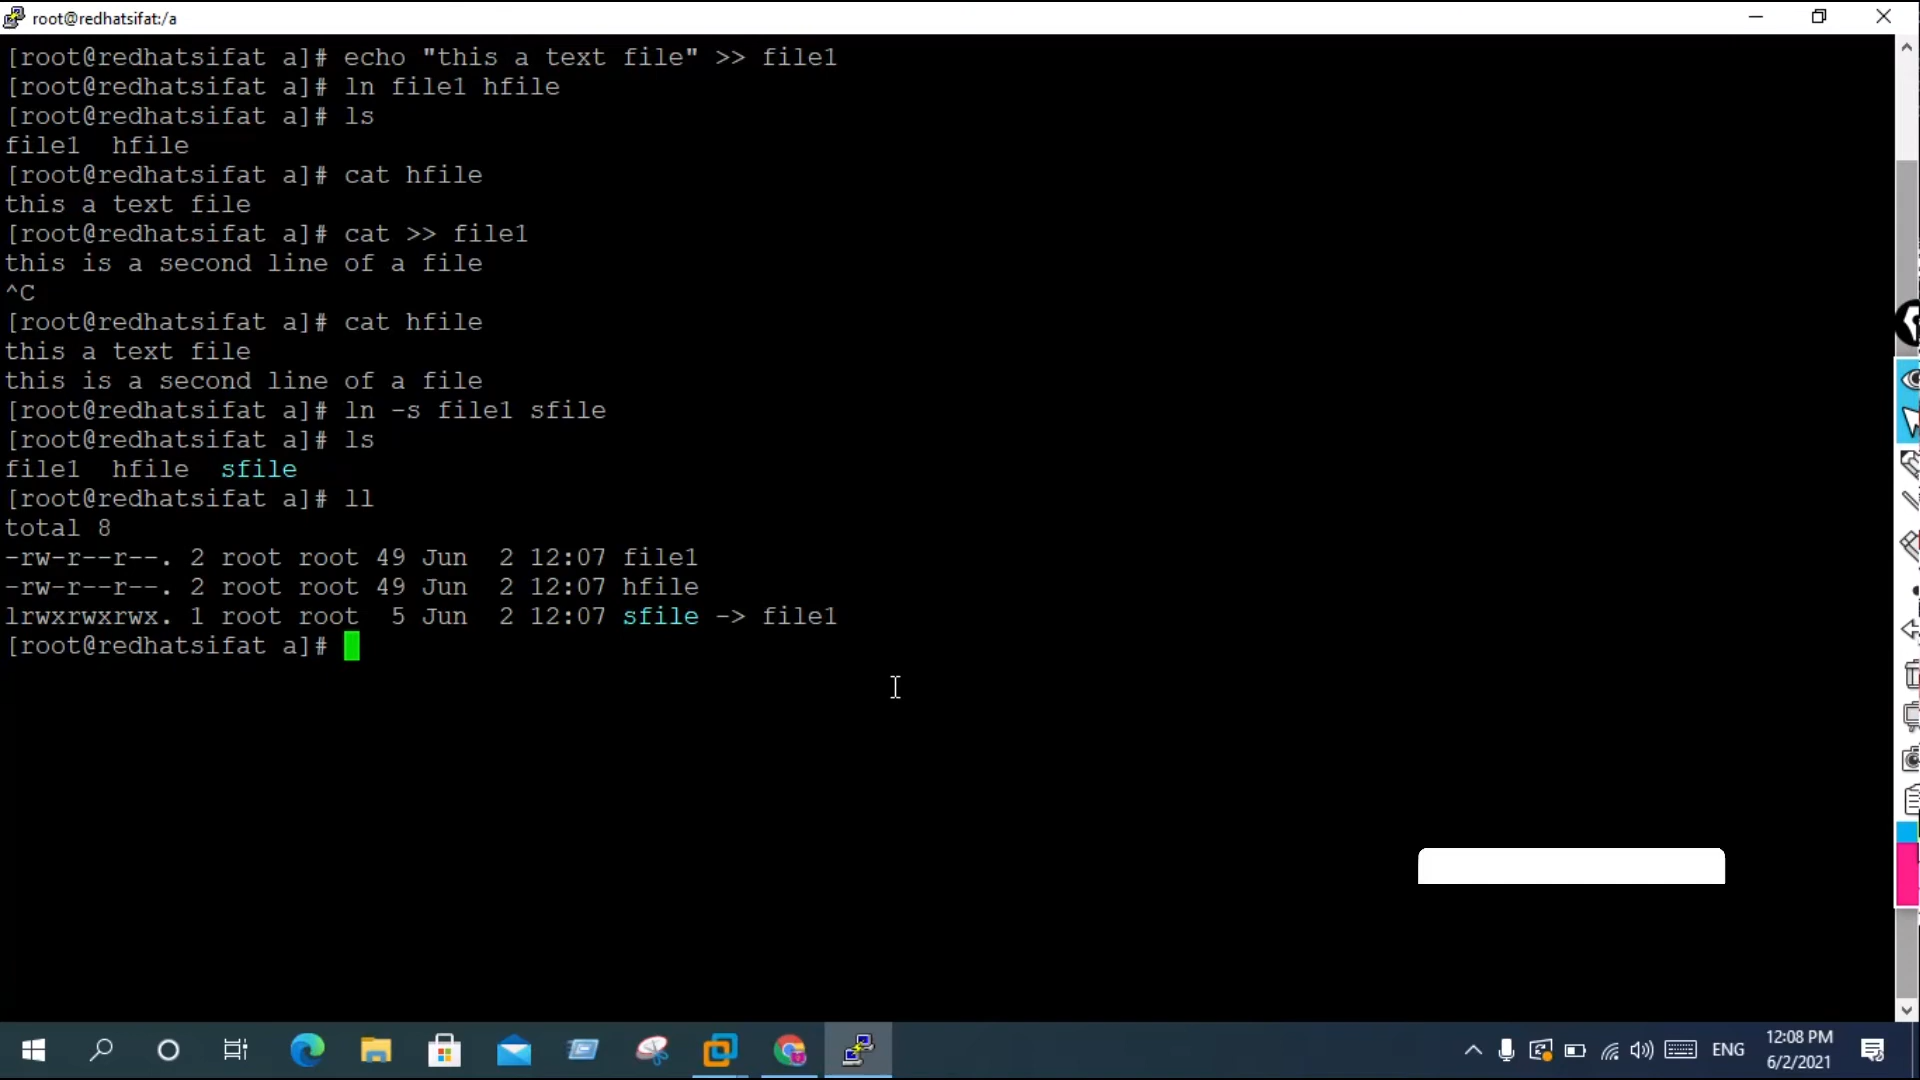 root@redhatsifat:/a
[root@redhatsifat a]# echo "this a text file" >> file1
[root@redhatsifat a]# ln file1 hfile
[root@redhatsifat a]# ls
file1  hfile
[root@redhatsifat a]# cat hfile
this a text file
[root@redhatsifat a]# cat >> file1
this is a second line of a file
^C
[root@redhatsifat a]# cat hfile
this a text file
this is a second line of a file
[root@redhatsifat a]# ln -s file1 sfile
[root@redhatsifat a]# ls
file1  hfile  sfile
[root@redhatsifat a]# ll
total 8
-rw-r--r--. 2 root root 49 Jun  2 12:07 file1
-rw-r--r--. 2 root root 49 Jun  2 12:07 hfile
lrwxrwxrwx. 1 root root  5 Jun  2 12:07 sfile -> file1
[root@redhatsifat a]#
ENG
12:08 PM
6/2/2021